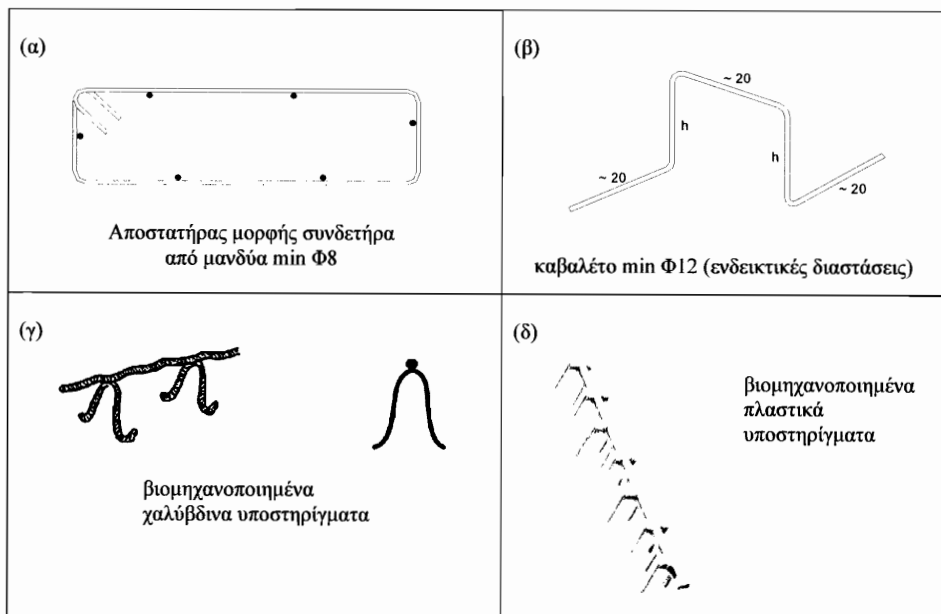 (α)
Αποστατήρας μορφής συνδετήρα
από μανδύα min Φ8
(β)
~ 20
h
h
~ 20
~ 20
καβαλέτο min Φ12 (ενδεικτικές διαστάσεις)
(γ)
βιομηχανοποιημένα
χαλύβδινα υποστηρίγματα
(δ)
βιομηχανοποιημένα
πλαστικά
υποστηρίγματα